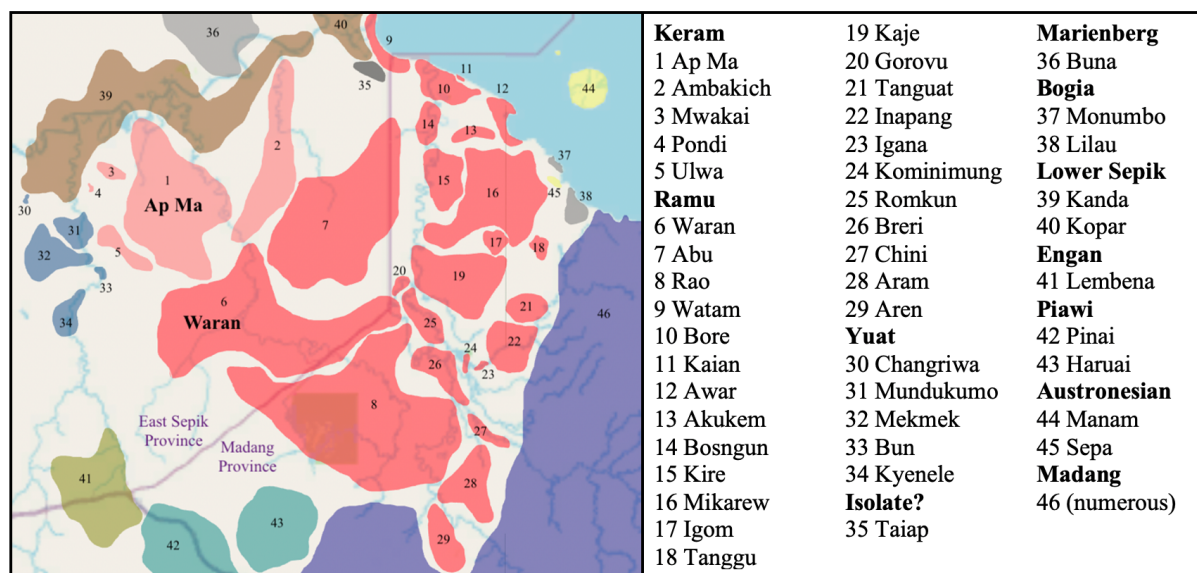 36
40
9
35
11
44
39
10
12
14
13
2
37
3
1
15
16
45
4
38
30
Ap Ma
31
7
17
18
32
5
33
20
19
6
34
Waran
21
46
25
22
24
26
23
8
East Sepik
Province
Madang
Province
27
41
28
43
42
29
Keram
1 Ap Ma
2 Ambakich
3 Mwakai
4 Pondi
5 Ulwa
Ramu
6 Waran
7 Abu
8 Rao
9 Watam
10 Bore
11 Kaian
12 Awar
13 Akukem
14 Bosngun
15 Kire
16 Mikarew
17 Igom
18 Tanggu
19 Kaje
20 Gorovu
21 Tanguat
22 Inapang
23 Igana
24 Kominimung
25 Romkun
26 Breri
27 Chini
28 Aram
29 Aren
Yuat
30 Changriwa
31 Mundukumo
32 Mekmek
33 Bun
34 Kyenele
Isolate?
35 Taiap
Marienberg
36 Buna
Bogia
37 Monumbo
38 Lilau
Lower Sepik
39 Kanda
40 Kopar
Engan
41 Lembena
Piawi
42 Pinai
43 Haruai
Austronesian
44 Manam
45 Sepa
Madang
46 (numerous)